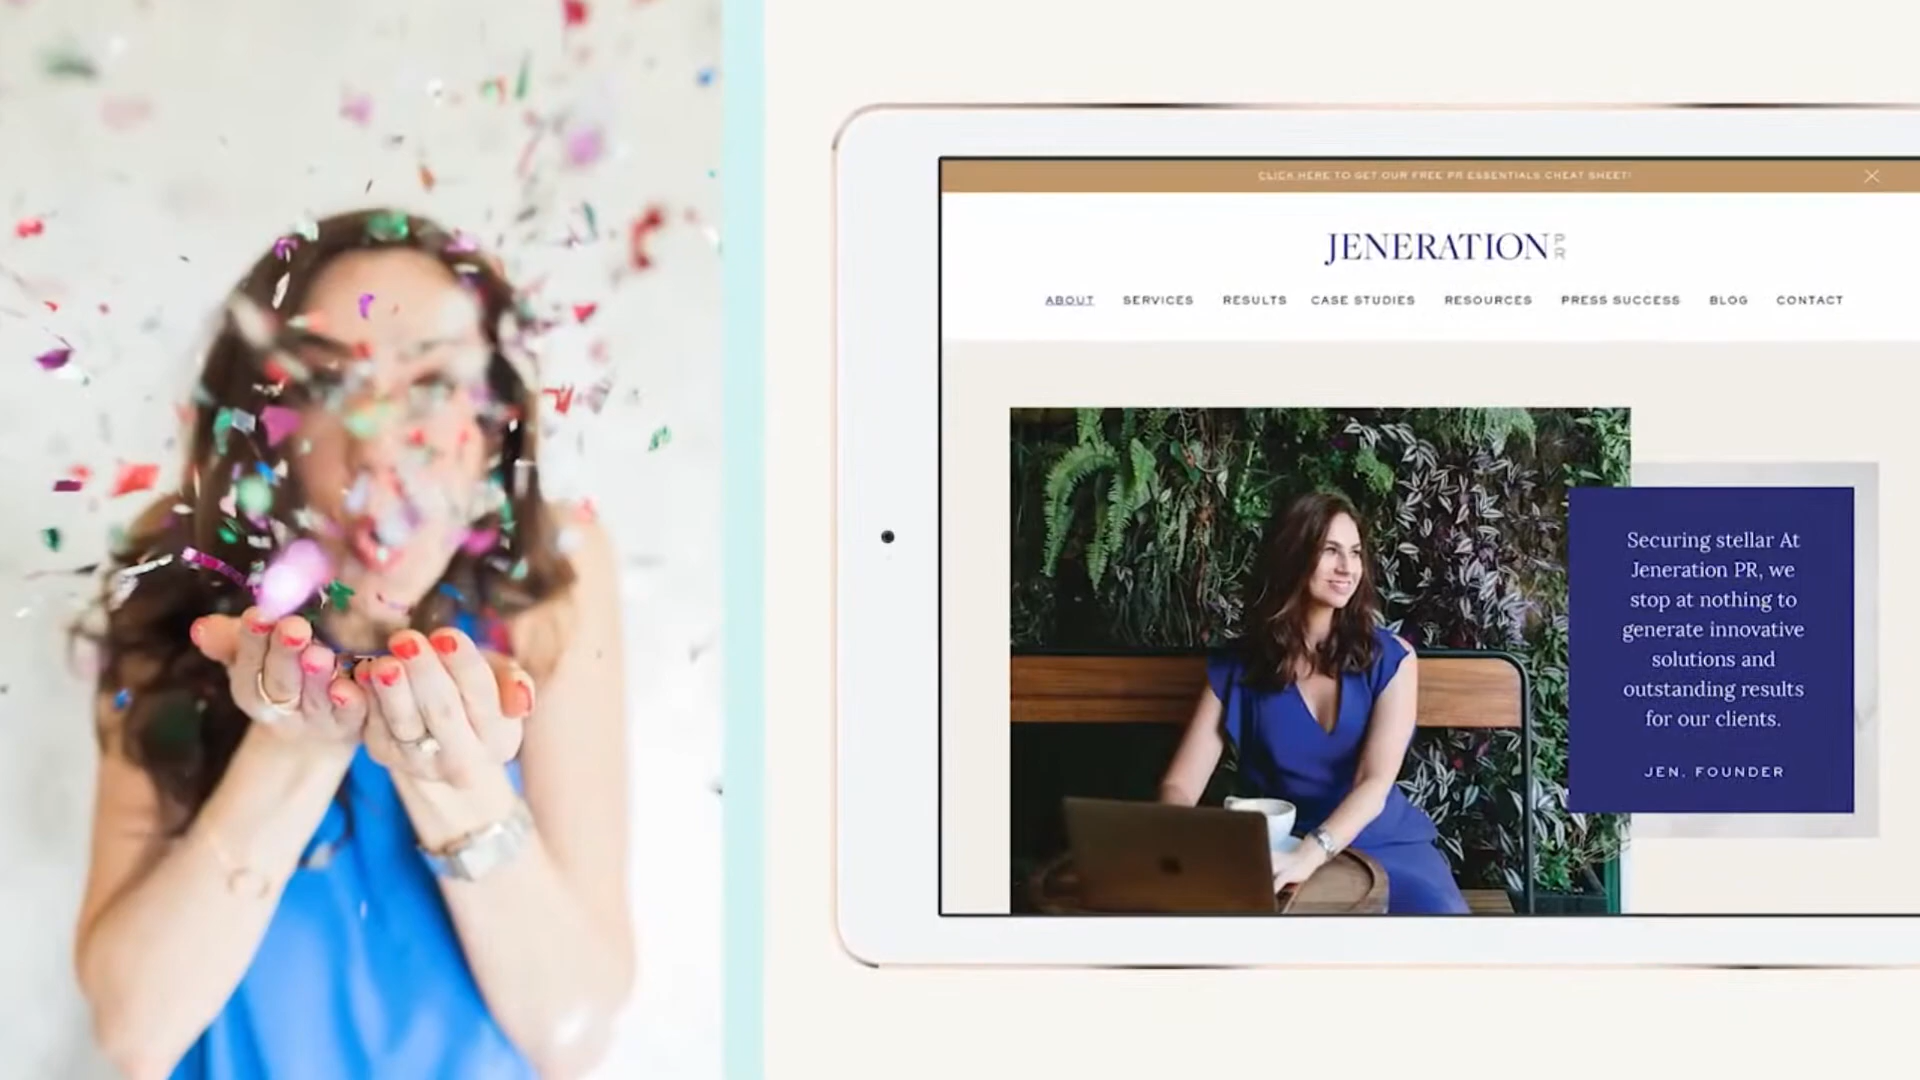 CLICK HERE TO GET OUR FREE PR ESSENTIALS CHEAT SHEET!
JENERATION PR
ABOUT SERVICES RESULTS CASE STUDIES RESOURCES PRESS SUCCESS BLOG CONTACT
Securing stellar At
Jeneration PR, we
stop at nothing to
generate innovative
solutions and
outstanding results
for our clients.
JEN, FOUNDER